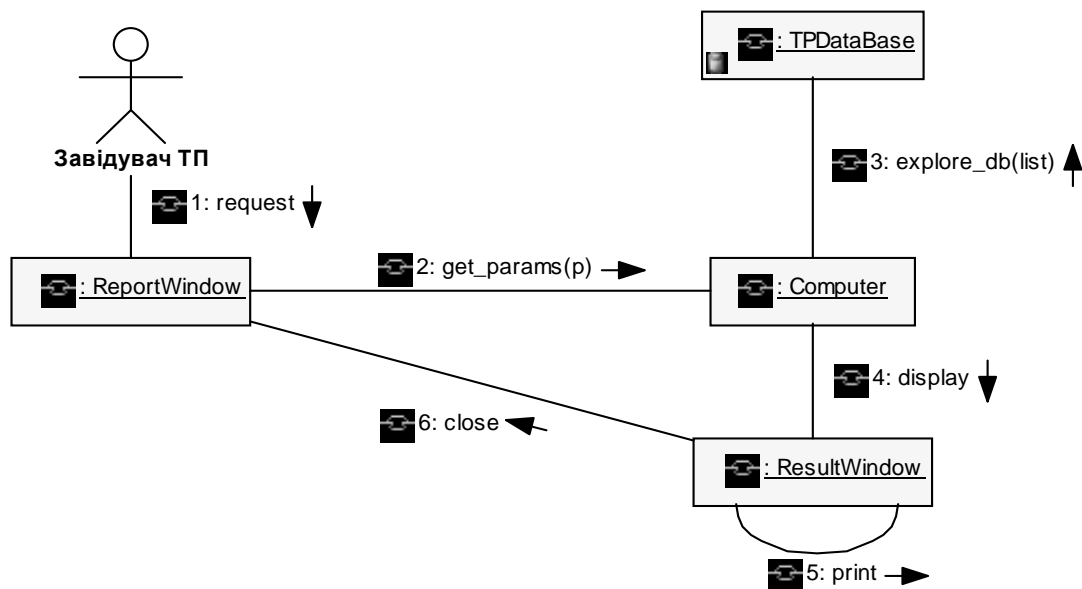 : TPDataBase
Завідувач ТП
3: explore_db(list)
1: request
2: get_params(p)
: ReportWindow
: Computer
4: display
6: close
: ResultWindow
5: print